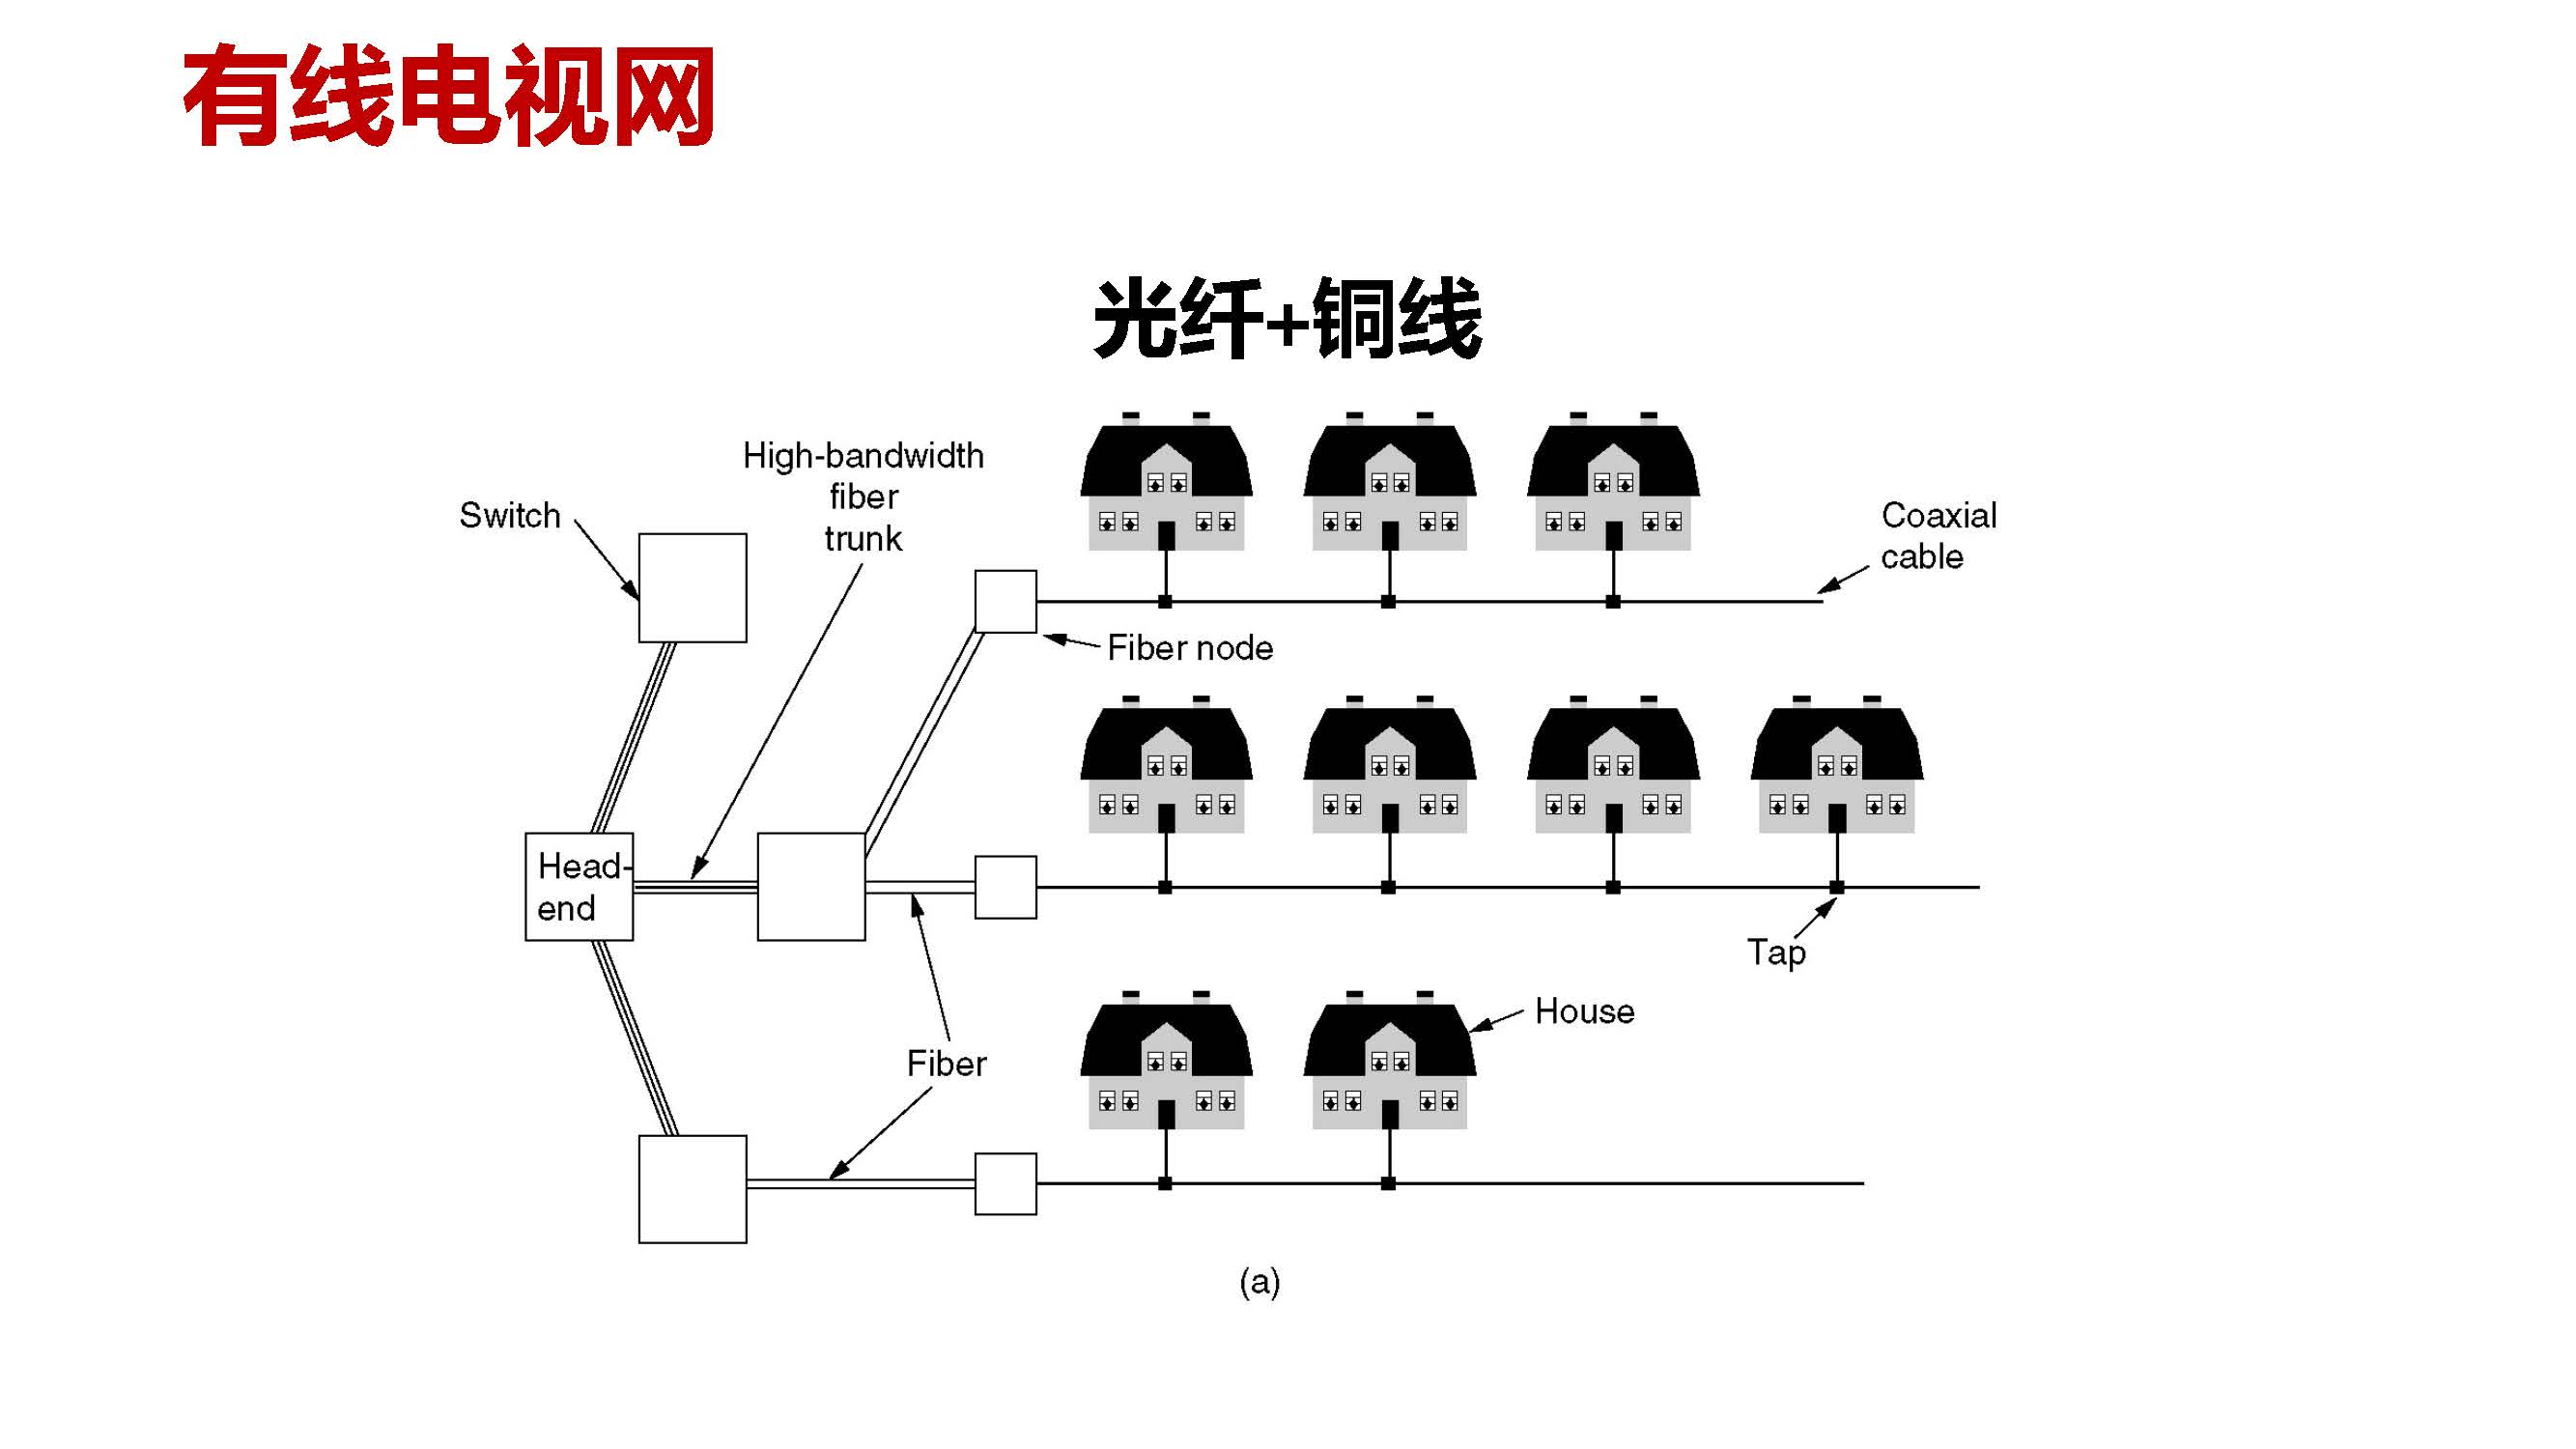 有线电视网
光纤+铜线
High-bandwidth
fiber
trunk
Switch
Coaxial
cable
Fiber node
Head-
end
Tap
House
Fiber
(a)